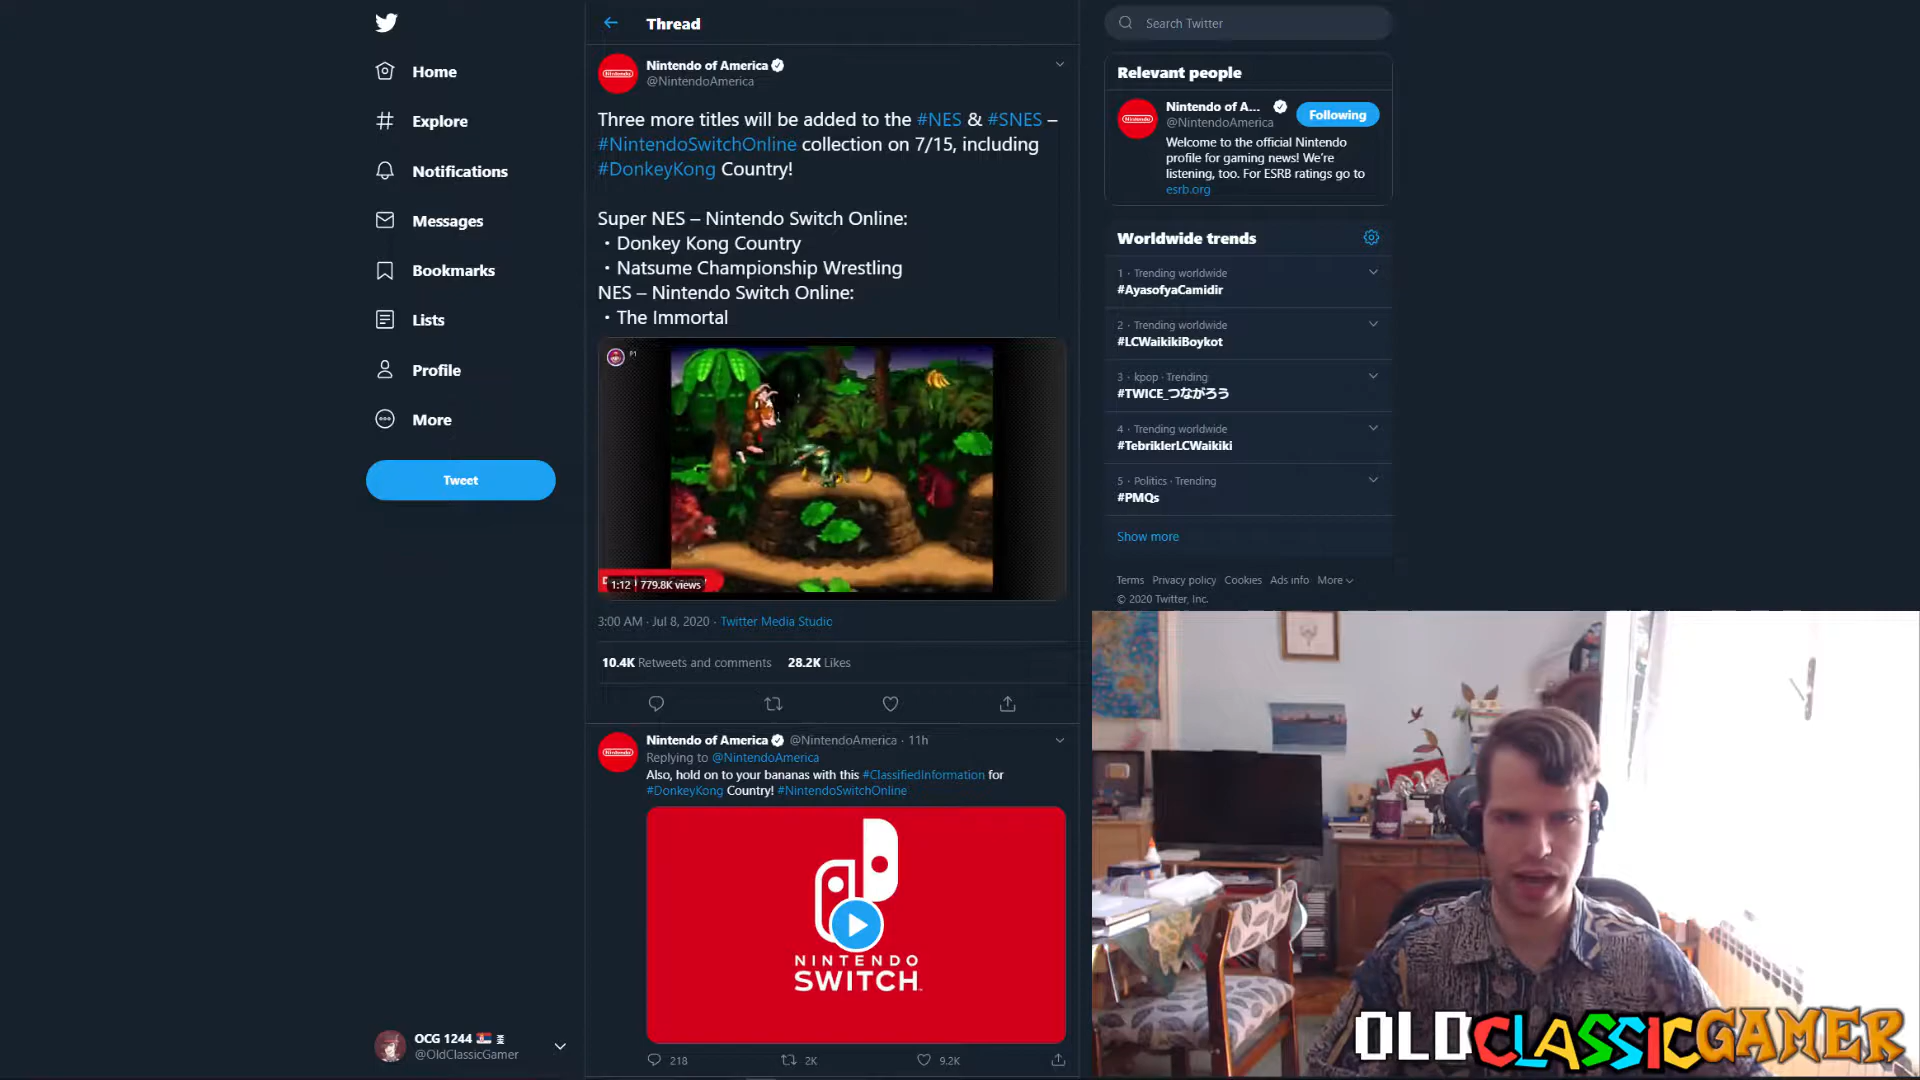 Home
Explore
Notifications
Messages
Bookmarks
Lists
Profile
More
Tweet
OCG 1244
@OldClassicGamer
Thread
Nintendo of America
@NintendoAmerica
Three more titles will be added to the #NES & #SNES –
#NintendoSwitchOnline collection on 7/15, including
#DonkeyKong Country!
Super NES – Nintendo Switch Online:
・Donkey Kong Country
・Natsume Championship Wrestling
NES – Nintendo Switch Online:
・The Immortal
Nintendo
P1
1:12 779.8K views
3:00 AM · Jul 8, 2020 · Twitter Media Studio
10.4K Retweets and comments 28.2K Likes
Nintendo of America @NintendoAmerica · 11h
Nintendo
Replying to @NintendoAmerica
Also, hold on to your bananas with this #ClassifiedInformation for
#DonkeyKong Country! #NintendoSwitchOnline
NINTENDO
SWITCH
218 2K 9.2K
Search Twitter
Relevant people
Nintendo of A...
@NintendoAmerica
Following
Nintendo
Welcome to the official Nintendo
profile for gaming news! We're
listening, too. For ESRB ratings go to
esrb.org
Worldwide trends
1 · Trending worldwide
#AyasofyaCamidir
2 · Trending worldwide
#LCWaikikiBoykot
3 · kpop · Trending
#TWICE_つながろう
4 · Trending worldwide
#TebriklerLCWaikiki
5 · Politics · Trending
#PMQs
Show more
Terms Privacy policy Cookies Ads info More
© 2020 Twitter, Inc.
OLDCLASSICGAMER